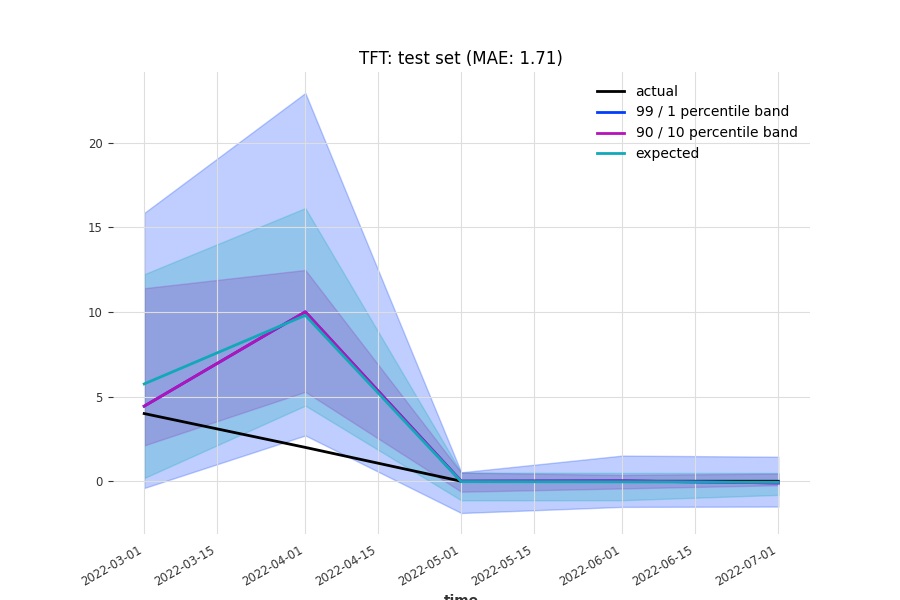 TFT: test set (MAE: 1.71)
actual
99 / 1 percentile band
90 / 10 percentile band
expected
20
15
10
5
0
2022-03-01
2022-03-15
2022-04-01
2022-04-15
2022-05-01
2022-05-15
2022-06-01
2022-06-15
2022-07-01
time